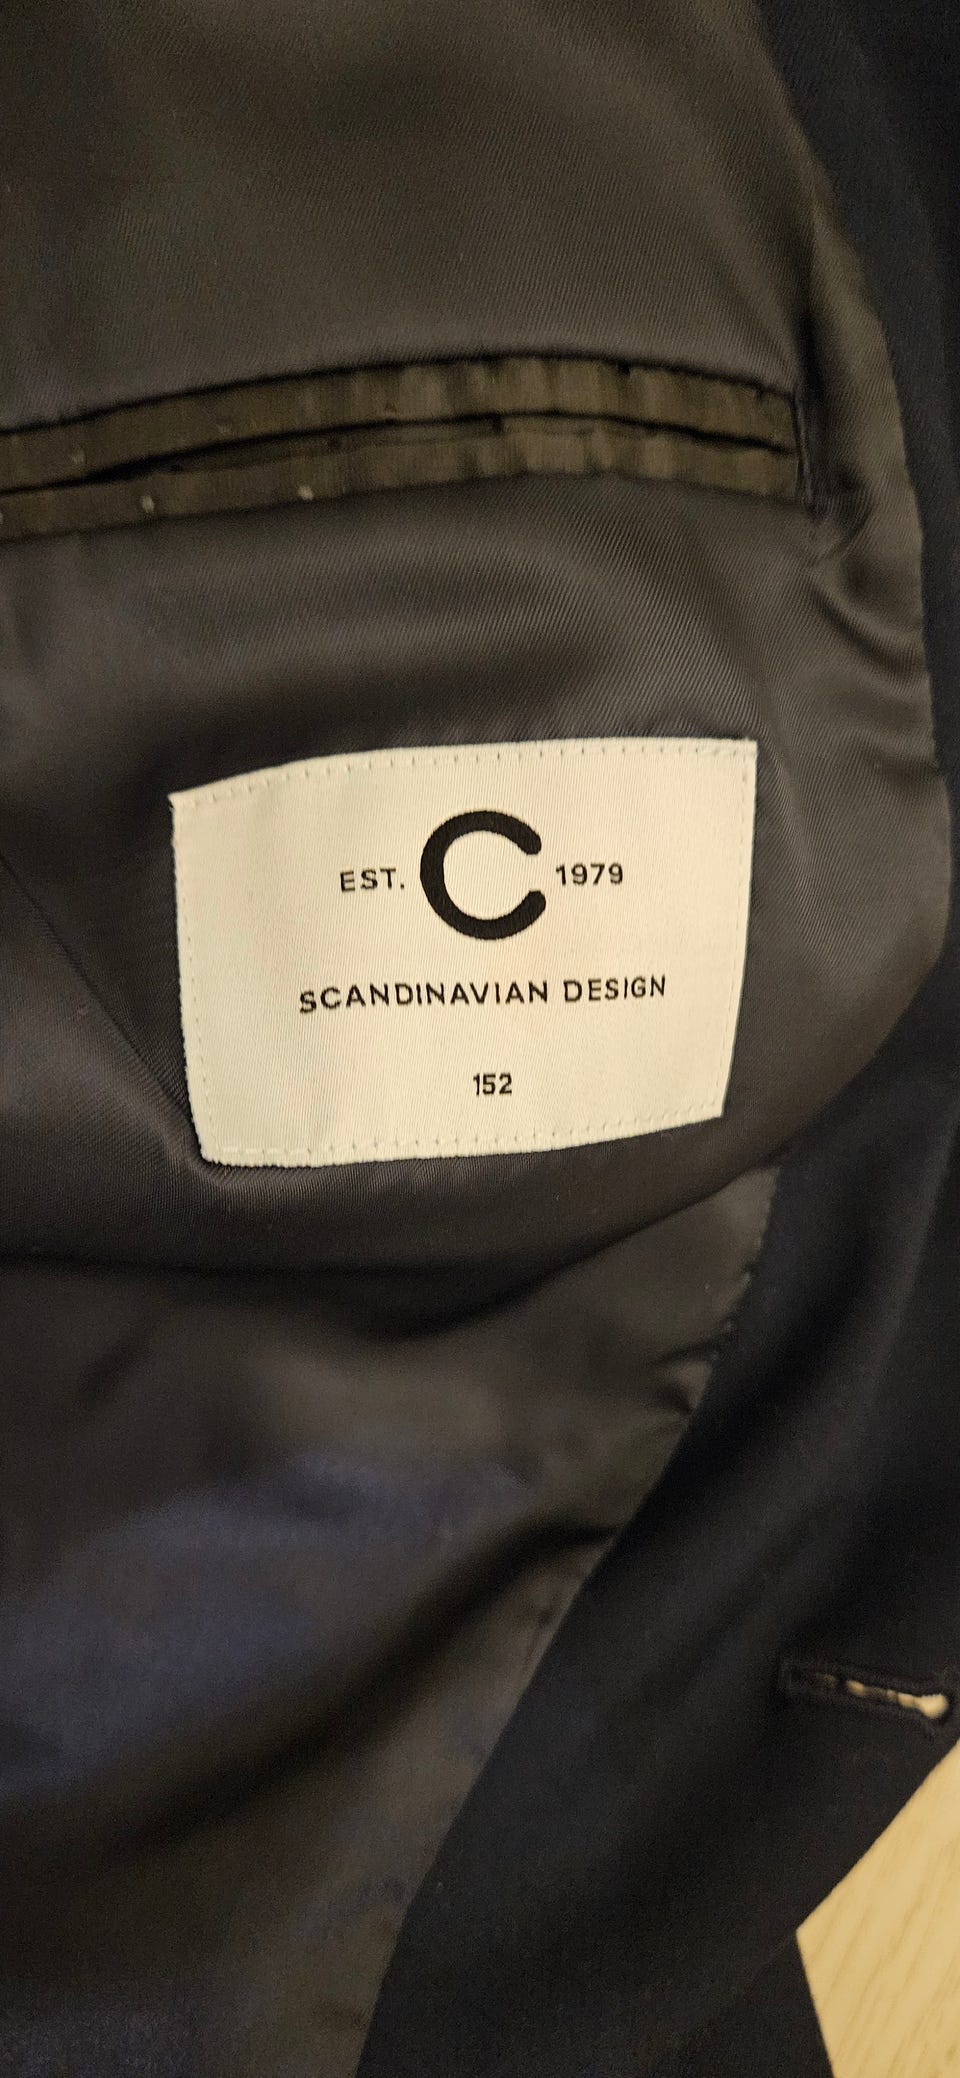 EST. C 1979
SCANDINAVIAN DESIGN
152